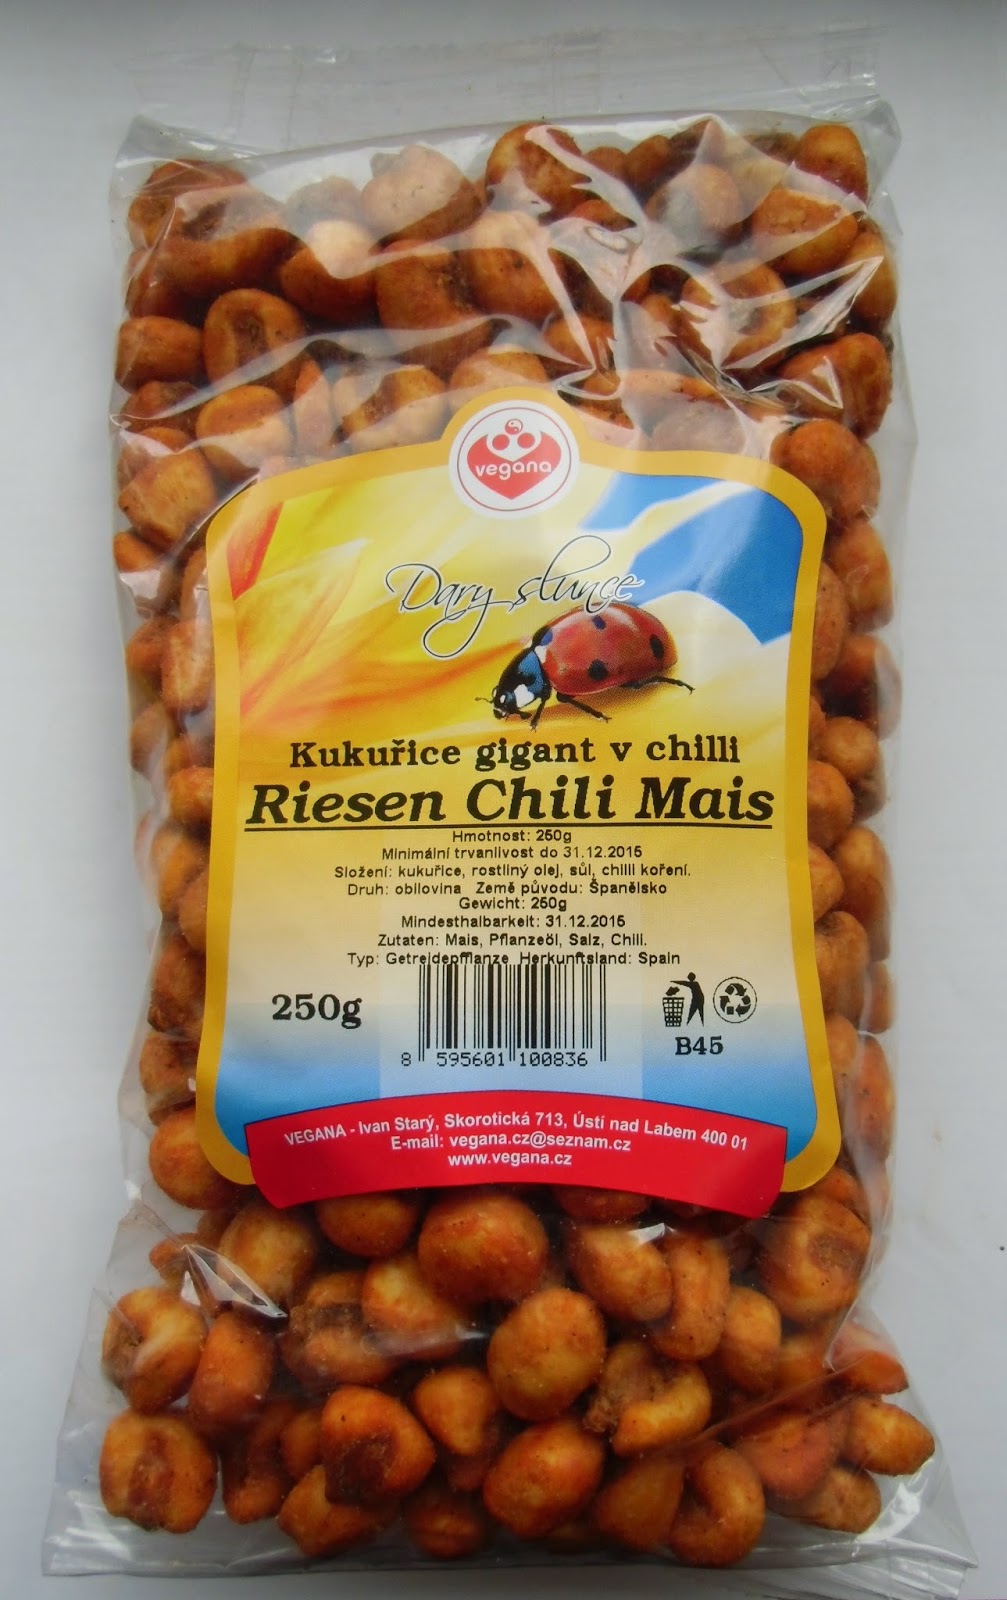 vegana
Dary slunce
Kukuřice gigant v chilli
Riesen Chili Mais
Hmotnost: 250g
Minimální trvanlivost do 31.12.2015
Složení: kukuřice, rostliný olej, sůl, chilli koření.
Druh: obilovina Země původu: Španělsko
Gewicht: 250g
Mindesthalbarkeit: 31.12.2015
Zutaten: Mais, Pflanzeöl, Salz, Chili.
Typ: Getreidepflanze Herkunftsland: Spain
250g
8 595601 100836
B45
VEGANA - Ivan Starý, Skorotická 713, Ústí nad Labem 400 01
E-mail: vegana.cz@seznam.cz
www.vegana.cz